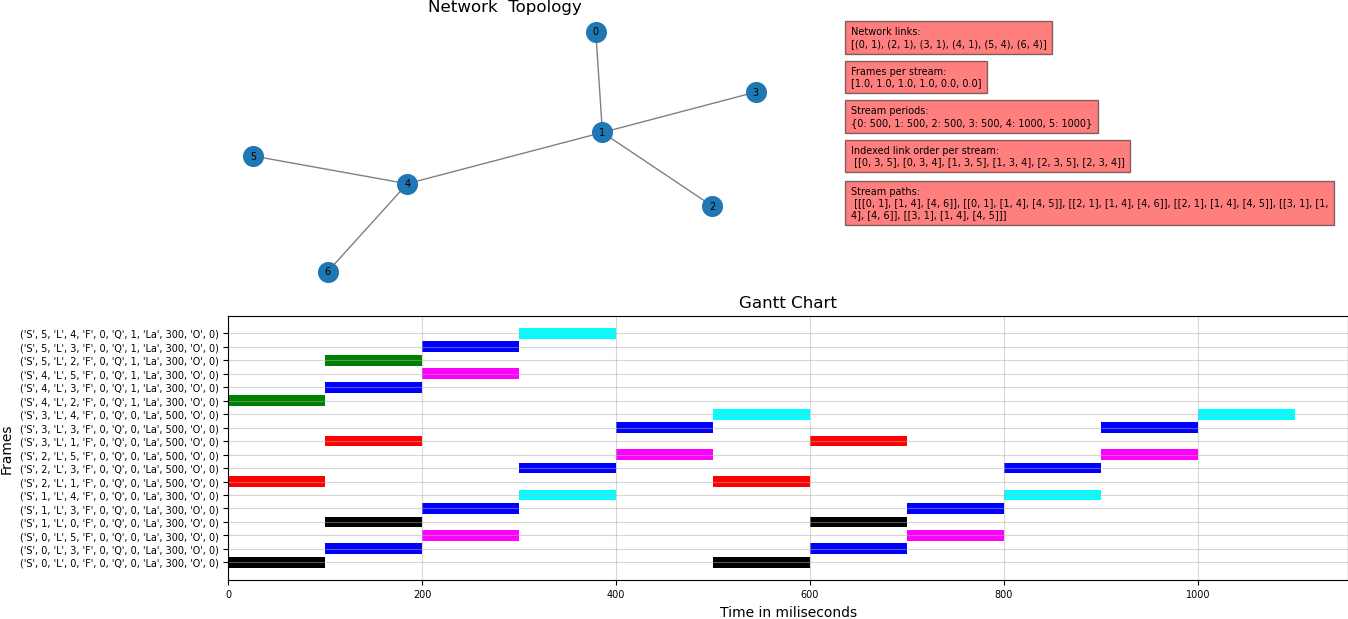 Network  Topology
0
3
1
5
4
2
6
Network links:
[(0, 1), (2, 1), (3, 1), (4, 1), (5, 4), (6, 4)]
Frames per stream:
[1.0, 1.0, 1.0, 1.0, 0.0, 0.0]
Stream periods:
{0: 500, 1: 500, 2: 500, 3: 500, 4: 1000, 5: 1000}
Indexed link order per stream:
[[0, 3, 5], [0, 3, 4], [1, 3, 5], [1, 3, 4], [2, 3, 5], [2, 3, 4]]
Stream paths:
[[[0, 1], [1, 4], [4, 6]], [[0, 1], [1, 4], [4, 5]], [[2, 1], [1, 4], [4, 6]], [[2, 1], [1, 4], [4, 5]], [[3, 1], [1,
4], [4, 6]], [[3, 1], [1, 4], [4, 5]]]
Gantt Chart
('S', 5, 'L', 4, 'F', 0, 'Q', 1, 'La', 300, 'O', 0)
('S', 5, 'L', 3, 'F', 0, 'Q', 1, 'La', 300, 'O', 0)
('S', 5, 'L', 2, 'F', 0, 'Q', 1, 'La', 300, 'O', 0)
('S', 4, 'L', 5, 'F', 0, 'Q', 1, 'La', 300, 'O', 0)
('S', 4, 'L', 3, 'F', 0, 'Q', 1, 'La', 300, 'O', 0)
('S', 4, 'L', 2, 'F', 0, 'Q', 1, 'La', 300, 'O', 0)
('S', 3, 'L', 4, 'F', 0, 'Q', 0, 'La', 500, 'O', 0)
('S', 3, 'L', 3, 'F', 0, 'Q', 0, 'La', 500, 'O', 0)
('S', 3, 'L', 1, 'F', 0, 'Q', 0, 'La', 500, 'O', 0)
('S', 2, 'L', 5, 'F', 0, 'Q', 0, 'La', 500, 'O', 0)
('S', 2, 'L', 3, 'F', 0, 'Q', 0, 'La', 500, 'O', 0)
('S', 2, 'L', 1, 'F', 0, 'Q', 0, 'La', 500, 'O', 0)
('S', 1, 'L', 4, 'F', 0, 'Q', 0, 'La', 300, 'O', 0)
('S', 1, 'L', 3, 'F', 0, 'Q', 0, 'La', 300, 'O', 0)
('S', 1, 'L', 0, 'F', 0, 'Q', 0, 'La', 300, 'O', 0)
('S', 0, 'L', 5, 'F', 0, 'Q', 0, 'La', 300, 'O', 0)
('S', 0, 'L', 3, 'F', 0, 'Q', 0, 'La', 300, 'O', 0)
('S', 0, 'L', 0, 'F', 0, 'Q', 0, 'La', 300, 'O', 0)
Frames
0 200 400 600 800 1000
Time in miliseconds